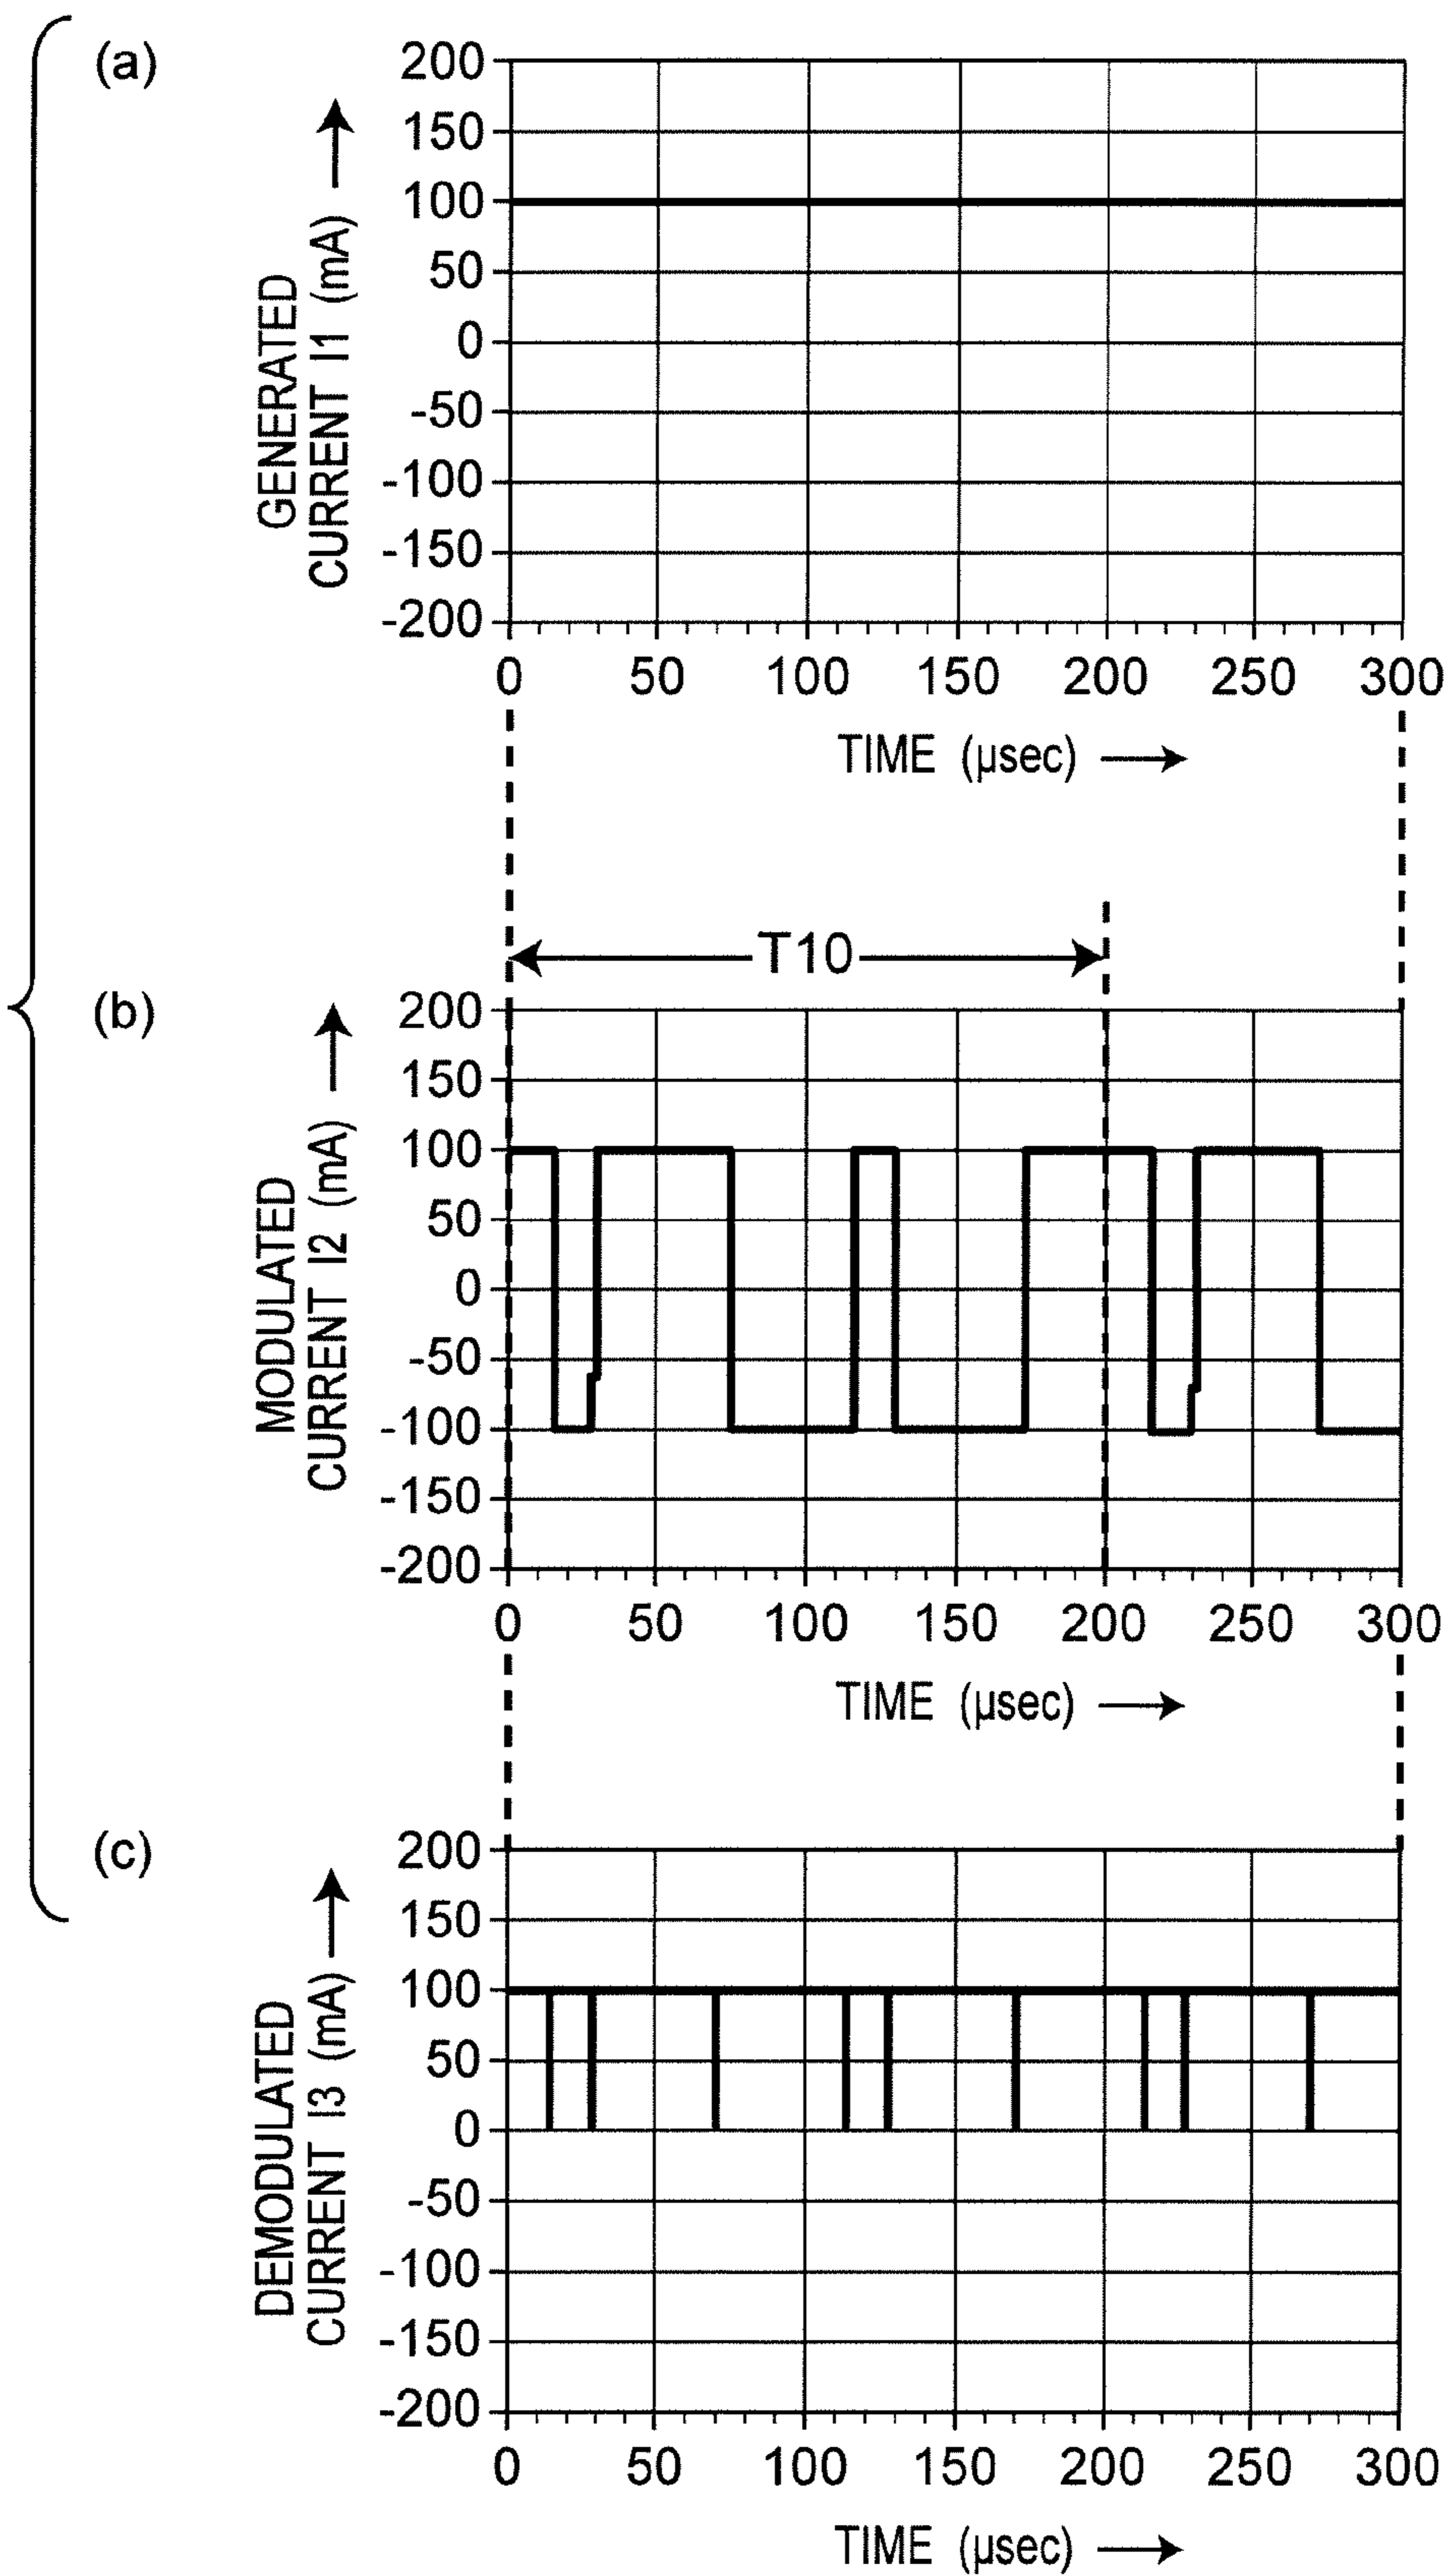 (a)
GENERATED
CURRENT I1 (mA)
200
150
100
50
0
-50
-100
-150
-200
0 50 100 150 200 250 300
TIME (µsec)
T10
(b)
MODULATED
CURRENT I2 (mA)
200
150
100
50
0
-50
-100
-150
-200
0 50 100 150 200 250 300
TIME (µsec)
(c)
DEMODULATED
CURRENT I3 (mA)
200
150
100
50
0
-50
-100
-150
-200
0 50 100 150 200 250 300
TIME (µsec)